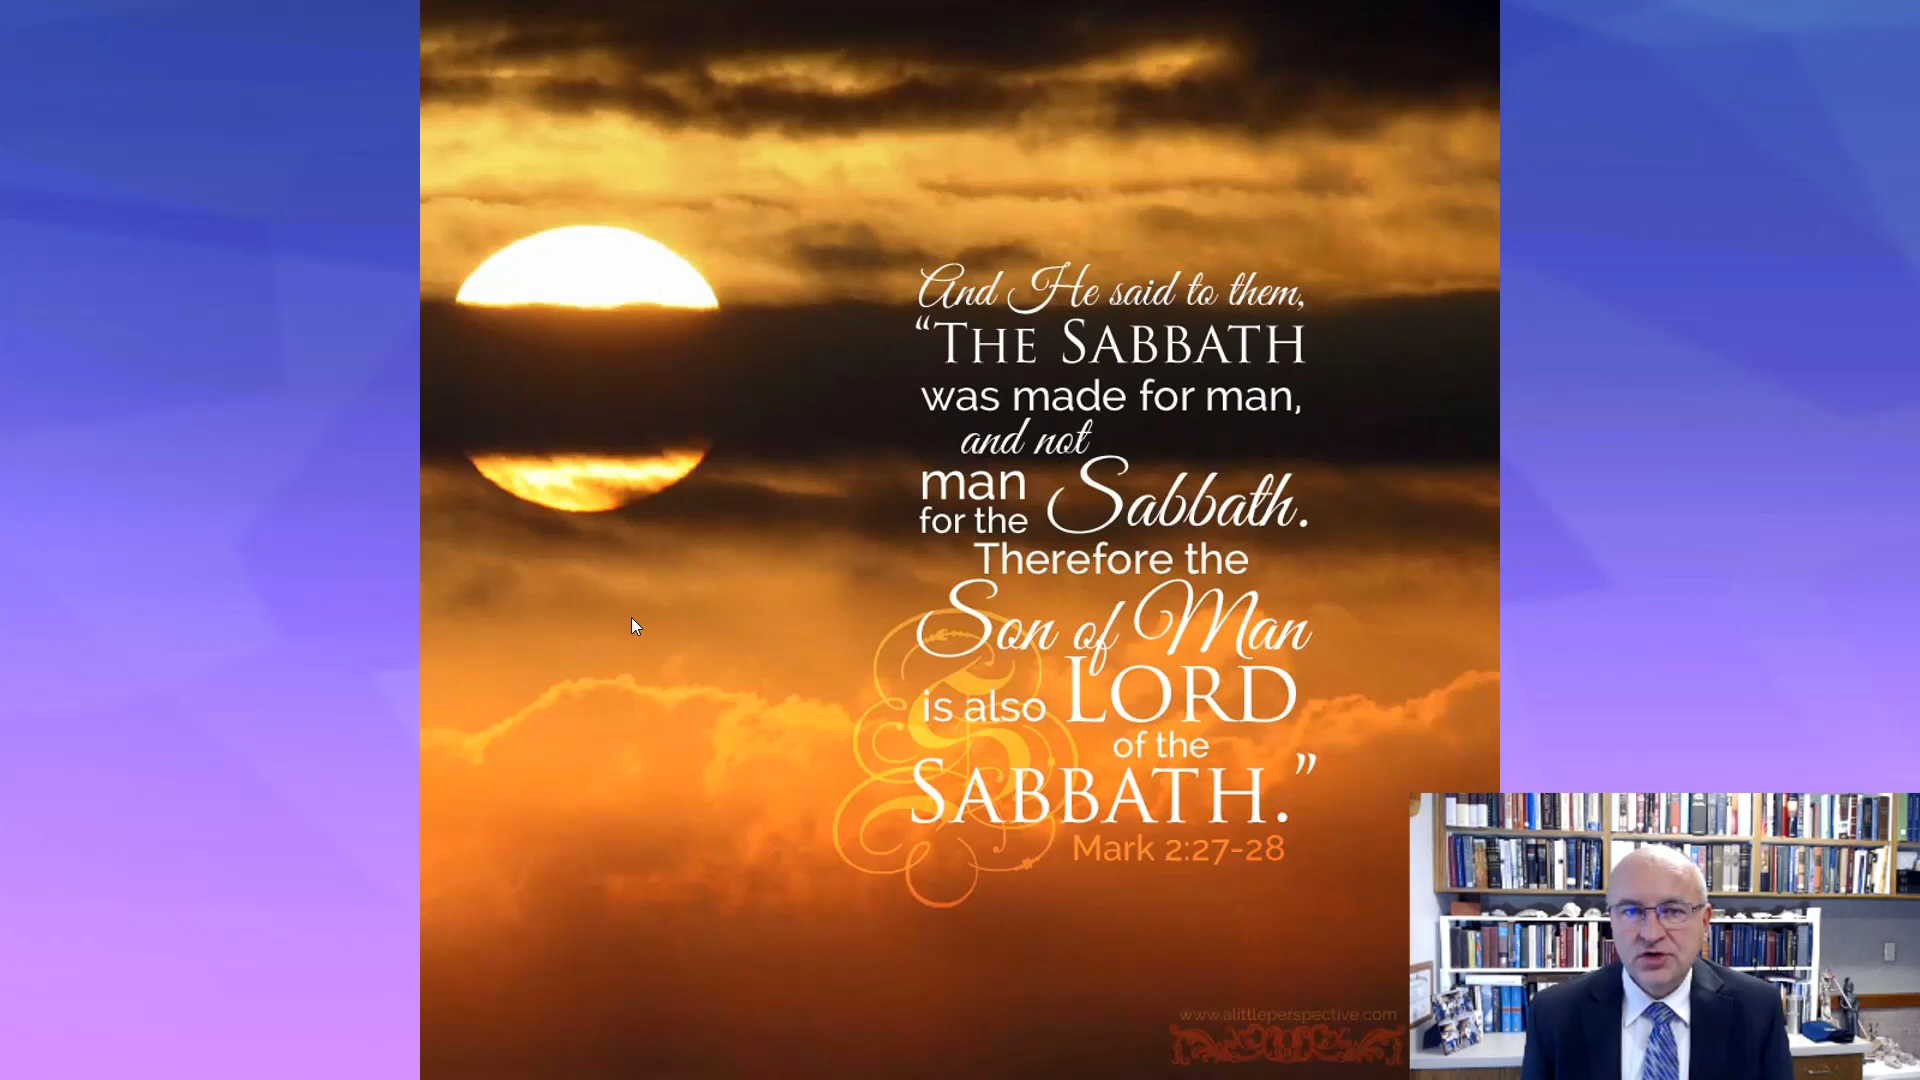 And He said to them,
“THE SABBATH
was made for man,
and not
man
for the Sabbath.
Therefore the
Son of Man
is also LORD
of the
SABBATH.”
Mark 2:27-28
www.alittleperspective.com